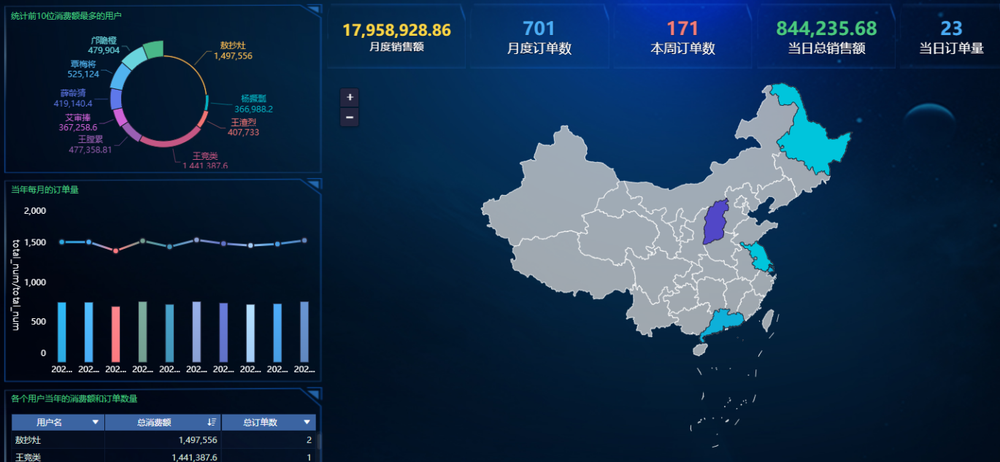 统计前10位消费额最多的用户
邝瞻橙
479,904
覃梅将
525,124
薛龄猜
419,140.4
艾审捧
367,258.6
王膛累
477,358.81
敖抄灶
1,497,556
杨撅瓢
366,988.2
王渣烈
407,733
王竞类
1,441,387.6
17,958,928.86
月度销售额
701
月度订单数
171
本周订单数
844,235.68
当日总销售额
23
当日订单量
+
−
当年每月的订单量
total_num/total_num
2,000
1,500
1,000
500
0
202... 202... 202... 202... 202... 202... 202... 202... 202... 202...
各个用户当年的消费额和订单数量
用户名 总消费额 总订单数
敖抄灶 1,497,556 2
王竞类 1,441,387.6 1